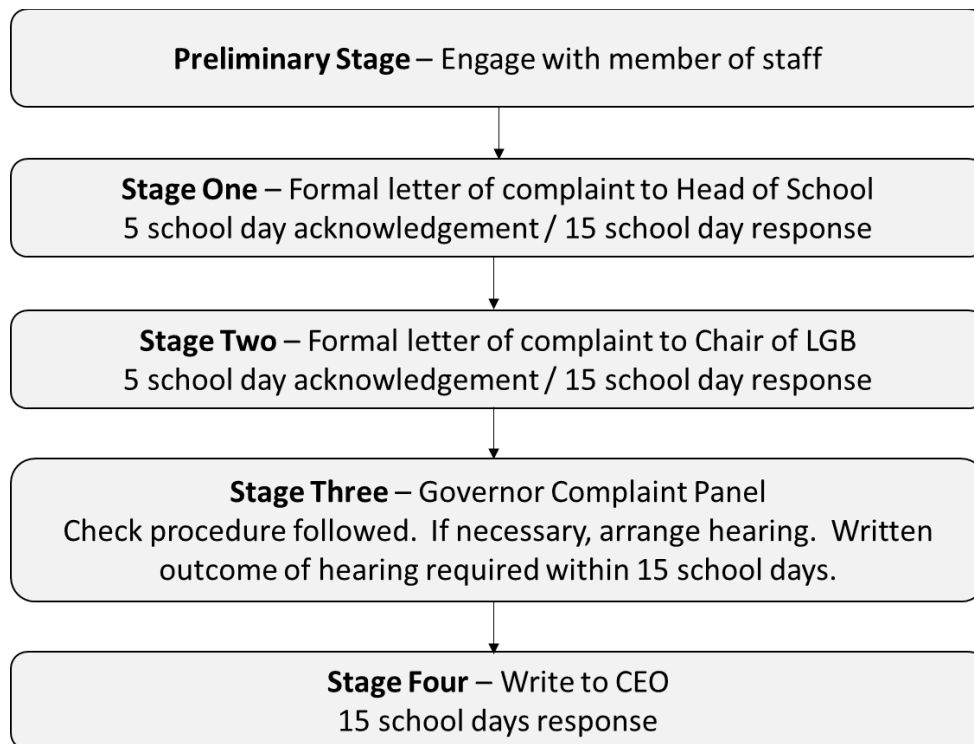 Preliminary Stage – Engage with member of staff
Stage One – Formal letter of complaint to Head of School
5 school day acknowledgement / 15 school day response
Stage Two – Formal letter of complaint to Chair of LGB
5 school day acknowledgement / 15 school day response
Stage Three – Governor Complaint Panel
Check procedure followed.  If necessary, arrange hearing.  Written
outcome of hearing required within 15 school days.
Stage Four – Write to CEO
15 school days response